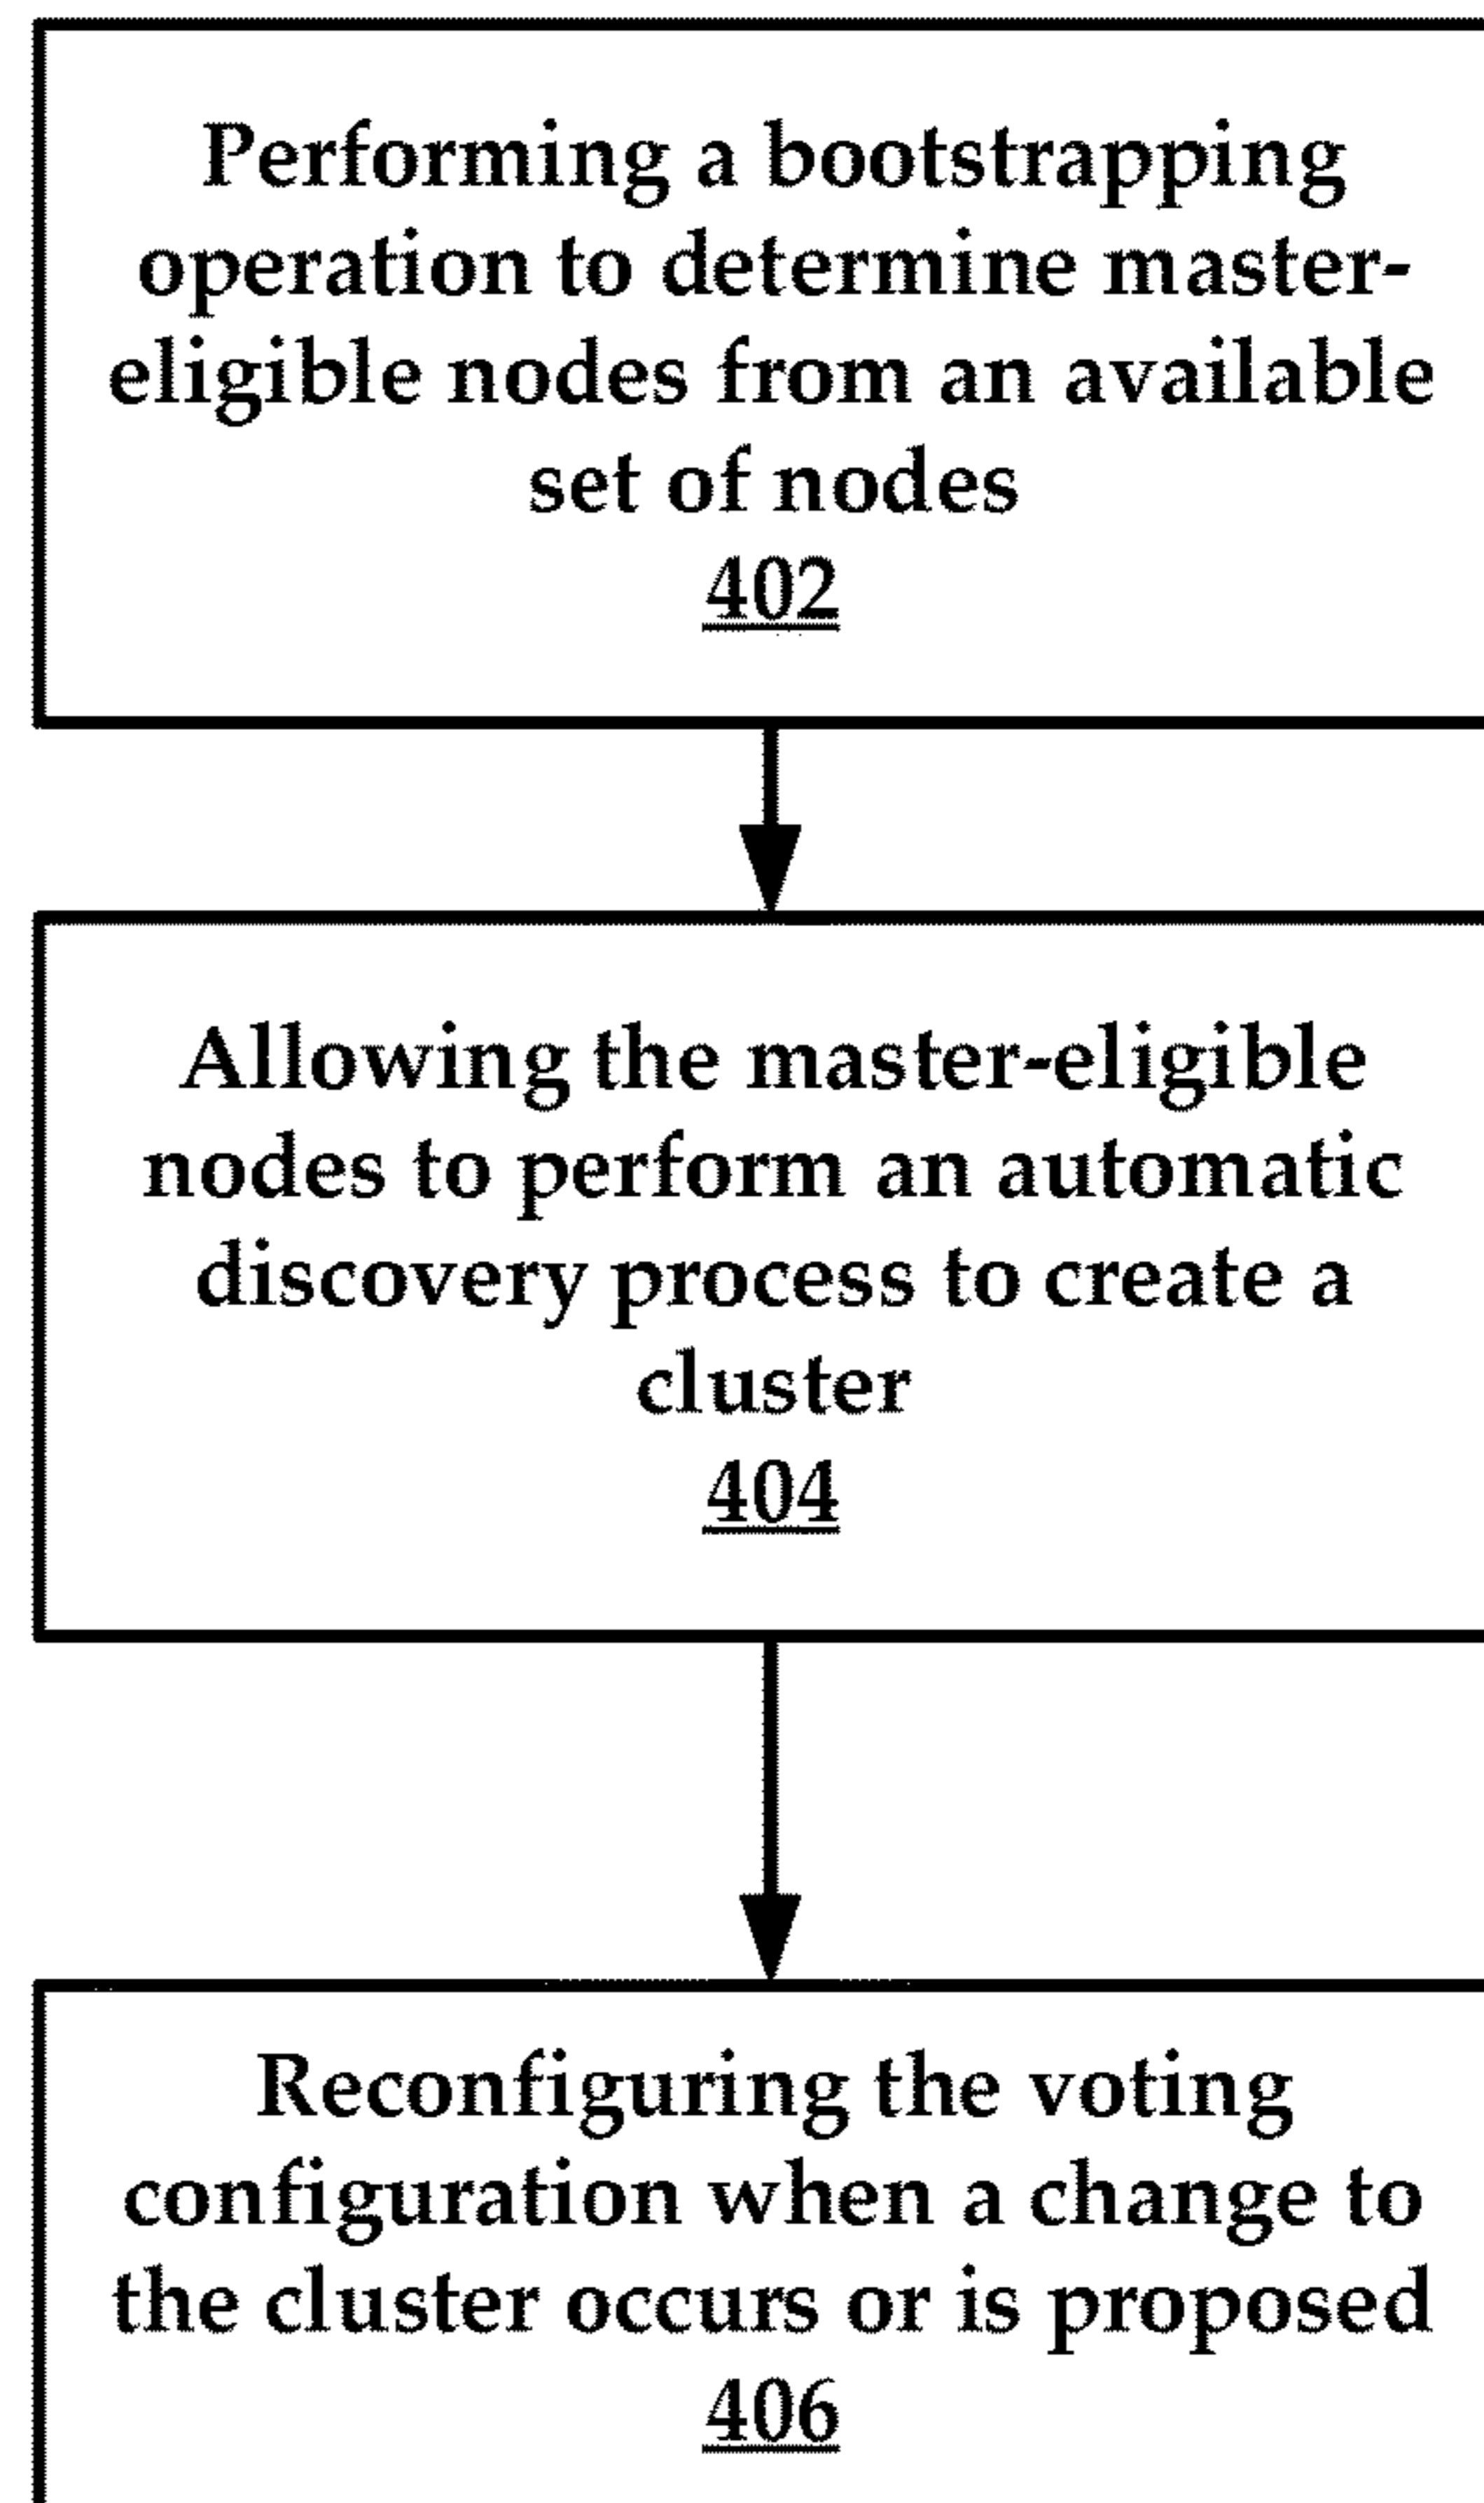 Performing a bootstrapping
operation to determine master-
eligible nodes from an available
set of nodes
402
Allowing the master-eligible
nodes to perform an automatic
discovery process to create a
cluster
404
Reconfiguring the voting
configuration when a change to
the cluster occurs or is proposed
406